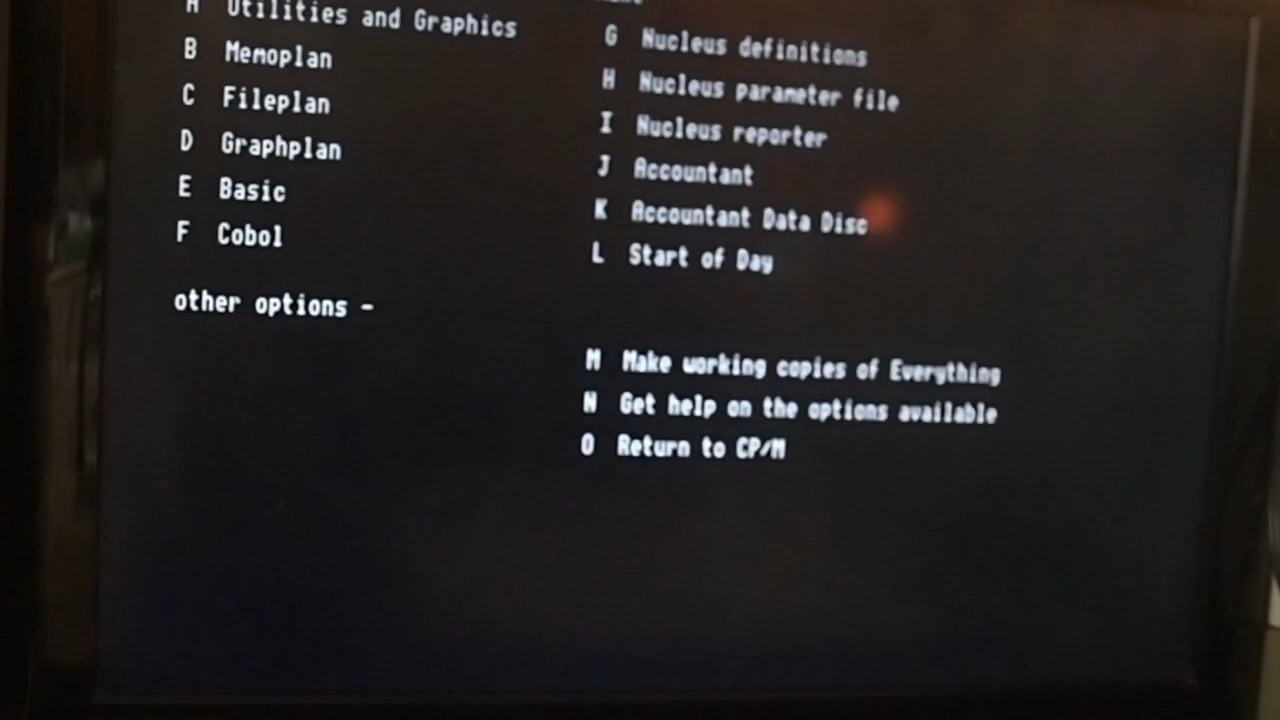 A Utilities and Graphics
B Memoplan
C Fileplan
D Graphplan
E Basic
F Cobol
G Nucleus definitions
H Nucleus parameter file
I Nucleus reporter
J Accountant
K Accountant Data Disc
L Start of Day
other options -
M Make working copies of Everything
N Get help on the options available
O Return to CP/M